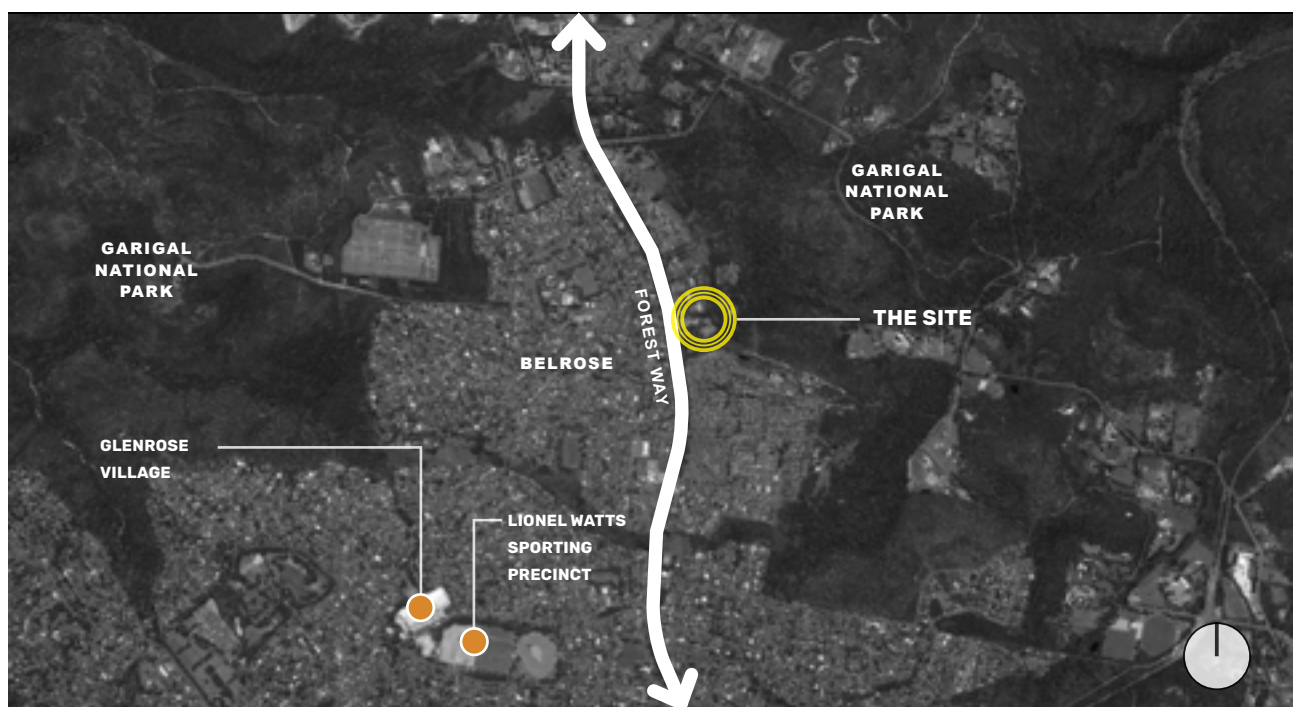 GARIGAL
NATIONAL
PARK
GARIGAL
NATIONAL
PARK
FOREST WAY
THE SITE
BELROSE
GLENROSE
VILLAGE
LIONEL WATTS
SPORTING
PRECINCT